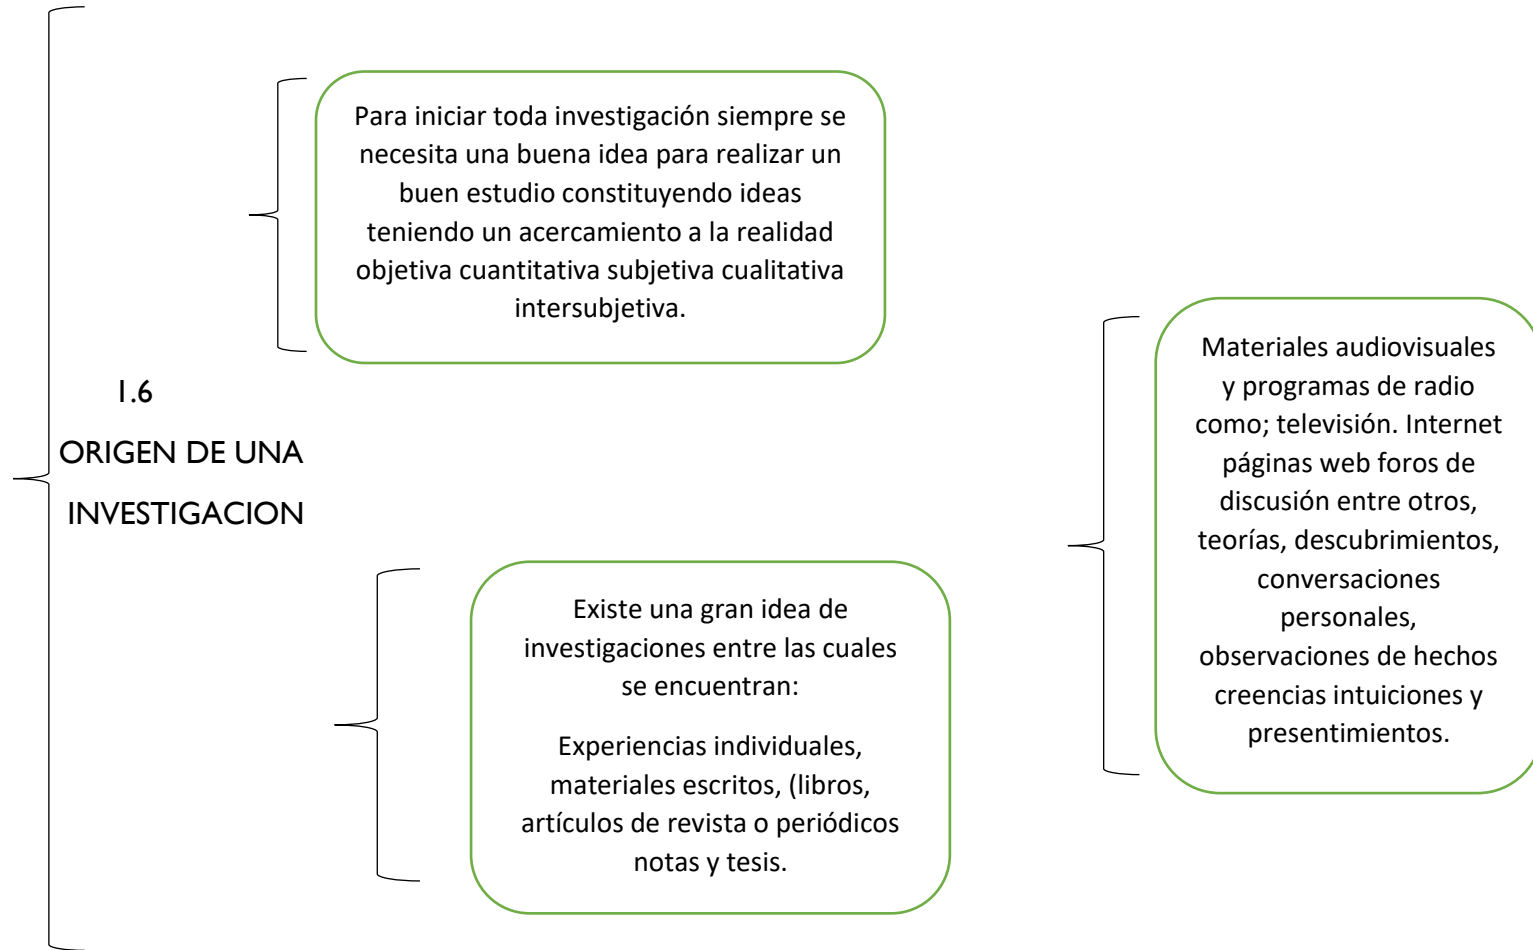 1.6
ORIGEN DE UNA
INVESTIGACION
Para iniciar toda investigación siempre se
necesita una buena idea para realizar un
buen estudio constituyendo ideas
teniendo un acercamiento a la realidad
objetiva cuantitativa subjetiva cualitativa
intersubjetiva.
Existe una gran idea de
investigaciones entre las cuales
se encuentran:
Experiencias individuales,
materiales escritos, (libros,
artículos de revista o periódicos
notas y tesis.
Materiales audiovisuales
y programas de radio
como; televisión. Internet
páginas web foros de
discusión entre otros,
teorías, descubrimientos,
conversaciones
personales,
observaciones de hechos
creencias intuiciones y
presentimientos.